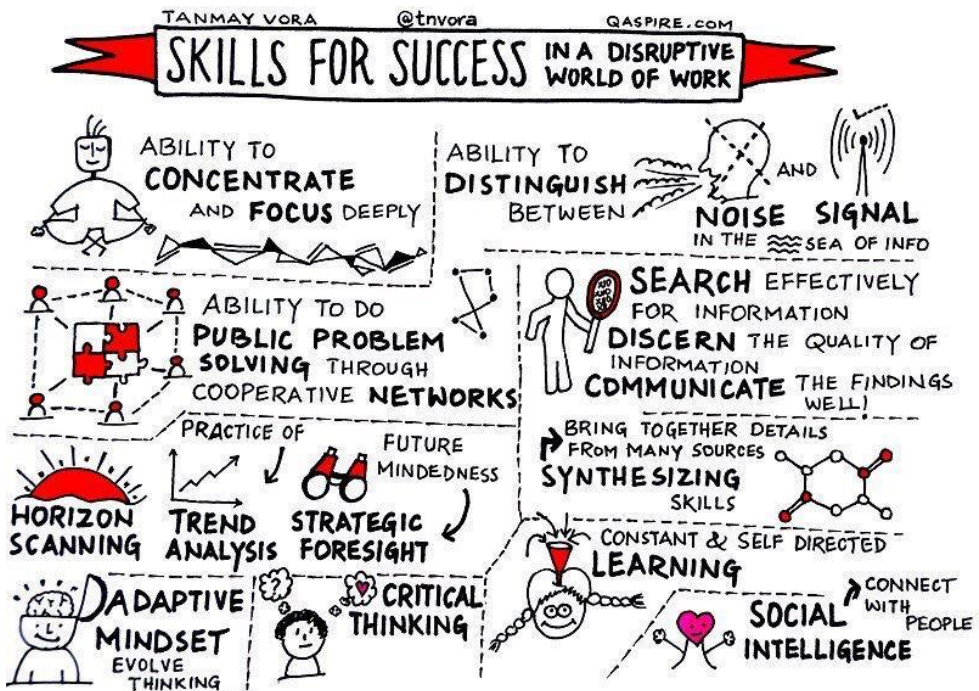 TANMAY VORA @tnvora QASPIRE.COM
SKILLS FOR SUCCESS
IN A DISRUPTIVE
WORLD OF WORK
ABILITY TO
CONCENTRATE
AND FOCUS DEEPLY
ABILITY TO
DISTINGUISH
BETWEEN
NOISE
AND
SIGNAL
IN THE SEA OF INFO
ABILITY TO DO
PUBLIC PROBLEM
SOLVING THROUGH
COOPERATIVE NETWORKS
SEARCH EFFECTIVELY
FOR INFORMATION
DISCERN THE QUALITY OF
INFORMATION
COMMUNICATE THE FINDINGS
WELL!
PRACTICE OF
FUTURE
MINDEDNESS
HORIZON
SCANNING
TREND
ANALYSIS
STRATEGIC
FORESIGHT
BRING TOGETHER DETAILS
FROM MANY SOURCES
SYNTHESIZING
SKILLS
ADAPTIVE
MINDSET
EVOLVE
THINKING
?
CRITICAL
THINKING
CONSTANT & SELF DIRECTED
LEARNING
SOCIAL
INTELLIGENCE
CONNECT
WITH
PEOPLE